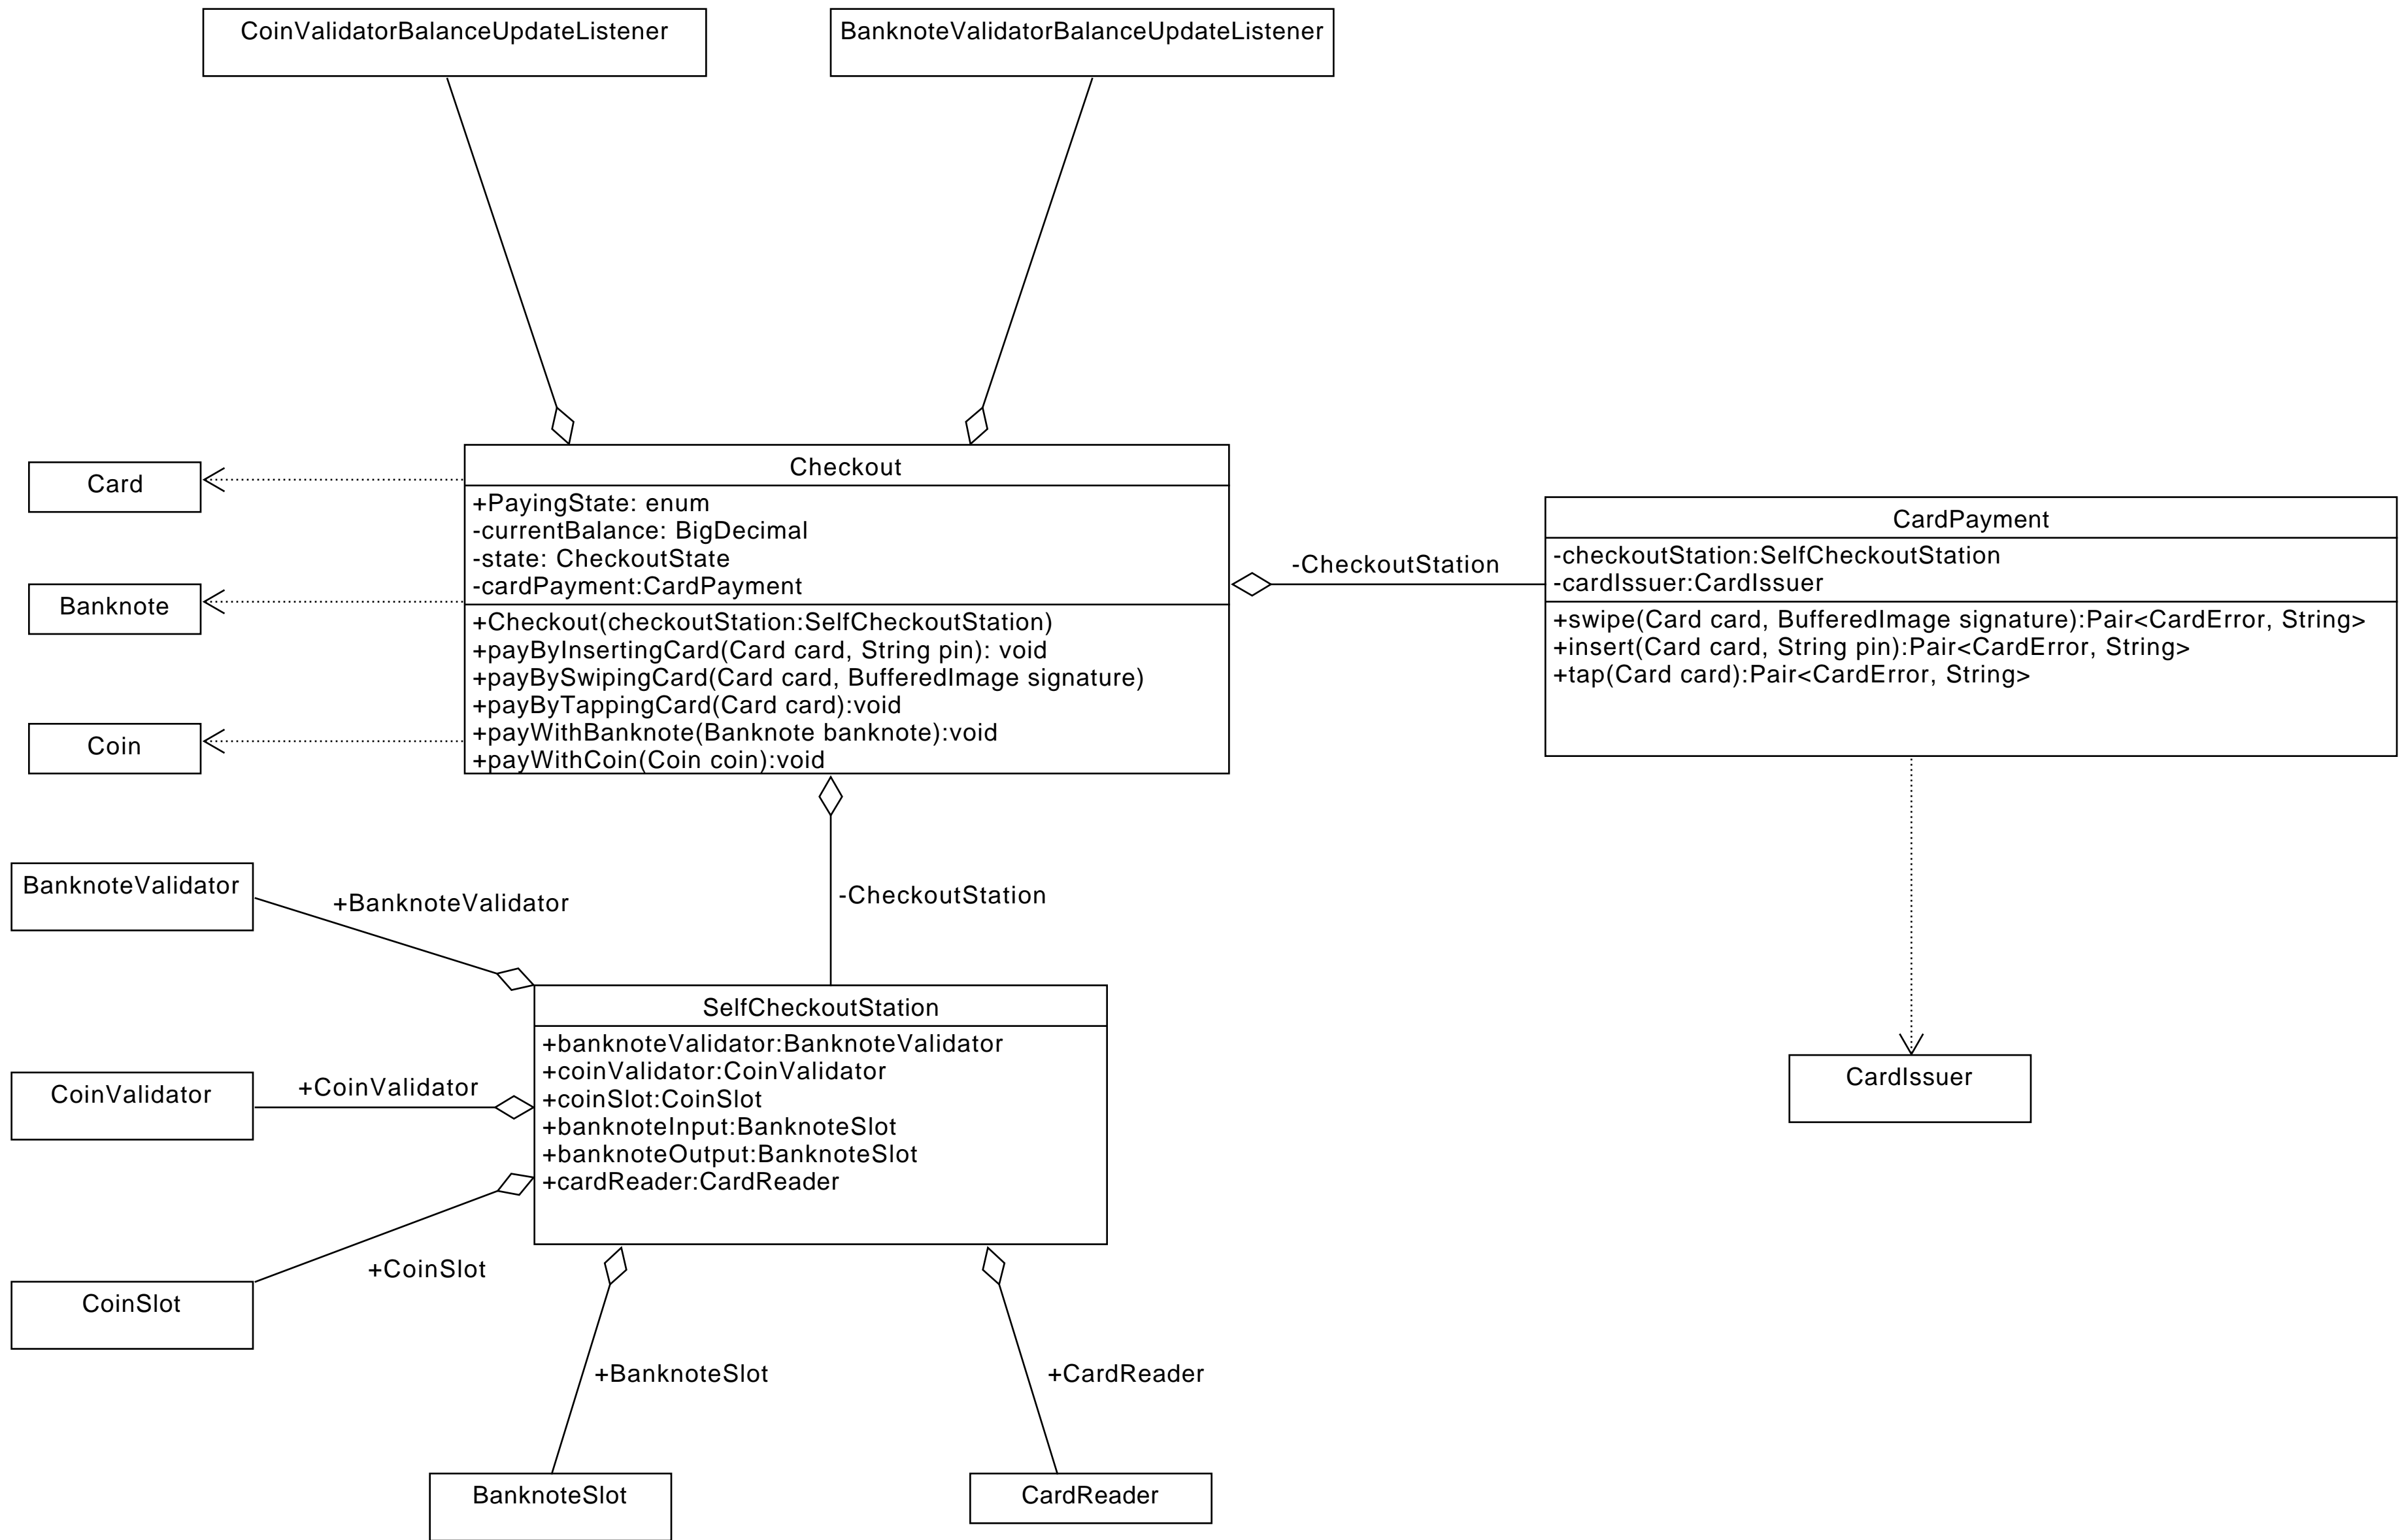 CoinValidatorBalanceUpdateListener
BanknoteValidatorBalanceUpdateListener
Card
Banknote
Coin
Checkout
+PayingState: enum
-currentBalance: BigDecimal
-state: CheckoutState
-cardPayment:CardPayment
+Checkout(checkoutStation:SelfCheckoutStation)
+payByInsertingCard(Card card, String pin): void
+payBySwipingCard(Card card, BufferedImage signature)
+payByTappingCard(Card card):void
+payWithBanknote(Banknote banknote):void
+payWithCoin(Coin coin):void
-CheckoutStation
CardPayment
-checkoutStation:SelfCheckoutStation
-cardIssuer:CardIssuer
+swipe(Card card, BufferedImage signature):Pair<CardError, String>
+insert(Card card, String pin):Pair<CardError, String>
+tap(Card card):Pair<CardError, String>
BanknoteValidator
+BanknoteValidator
-CheckoutStation
CoinValidator
+CoinValidator
CoinSlot
+CoinSlot
SelfCheckoutStation
+banknoteValidator:BanknoteValidator
+coinValidator:CoinValidator
+coinSlot:CoinSlot
+banknoteInput:BanknoteSlot
+banknoteOutput:BanknoteSlot
+cardReader:CardReader
CardIssuer
+BanknoteSlot
+CardReader
BanknoteSlot
CardReader